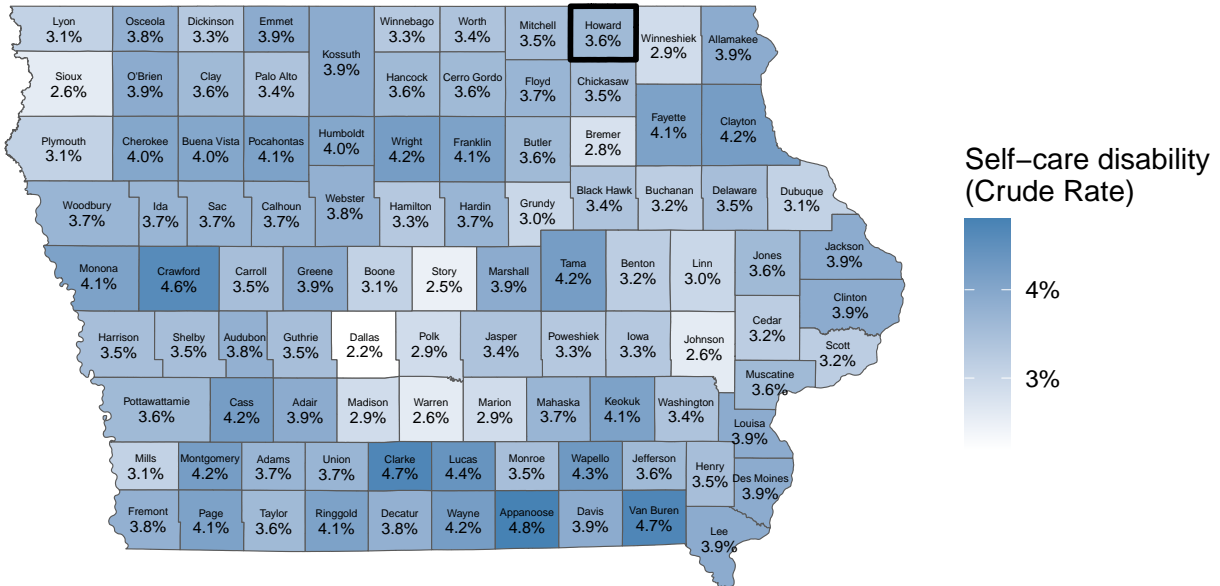 Lyon
3.1%
Osceola
3.8%
Dickinson
3.3%
Emmet
3.9%
Kossuth
3.9%
Winnebago
3.3%
Worth
3.4%
Mitchell
3.5%
Howard
3.6%
Winneshiek
2.9%
Allamakee
3.9%
Sioux
2.6%
O'Brien
3.9%
Clay
3.6%
Palo Alto
3.4%
Hancock
3.6%
Cerro Gordo
3.6%
Floyd
3.7%
Chickasaw
3.5%
Fayette
4.1%
Clayton
4.2%
Plymouth
3.1%
Cherokee
4.0%
Buena Vista
4.0%
Pocahontas
4.1%
Humboldt
4.0%
Wright
4.2%
Franklin
4.1%
Butler
3.6%
Bremer
2.8%
Woodbury
3.7%
Ida
3.7%
Sac
3.7%
Calhoun
3.7%
Webster
3.8%
Hamilton
3.3%
Hardin
3.7%
Grundy
3.0%
Black Hawk
3.4%
Buchanan
3.2%
Delaware
3.5%
Dubuque
3.1%
Monona
4.1%
Crawford
4.6%
Carroll
3.5%
Greene
3.9%
Boone
3.1%
Story
2.5%
Marshall
3.9%
Tama
4.2%
Benton
3.2%
Linn
3.0%
Jones
3.6%
Jackson
3.9%
Clinton
3.9%
Harrison
3.5%
Shelby
3.5%
Audubon
3.8%
Guthrie
3.5%
Dallas
2.2%
Polk
2.9%
Jasper
3.4%
Poweshiek
3.3%
Iowa
3.3%
Johnson
2.6%
Cedar
3.2%
Scott
3.2%
Muscatine
3.6%
Pottawattamie
3.6%
Cass
4.2%
Adair
3.9%
Madison
2.9%
Warren
2.6%
Marion
2.9%
Mahaska
3.7%
Keokuk
4.1%
Washington
3.4%
Louisa
3.9%
Mills
3.1%
Montgomery
4.2%
Adams
3.7%
Union
3.7%
Clarke
4.7%
Lucas
4.4%
Monroe
3.5%
Wapello
4.3%
Jefferson
3.6%
Henry
3.5%
Des Moines
3.9%
Fremont
3.8%
Page
4.1%
Taylor
3.6%
Ringgold
4.1%
Decatur
3.8%
Wayne
4.2%
Appanoose
4.8%
Davis
3.9%
Van Buren
4.7%
Lee
3.9%
Self−care disability
(Crude Rate)
4%
3%